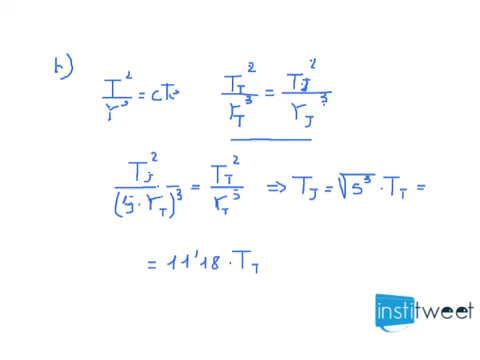 b)
T²/r³ = cte    T_T²/r_T³ = T_J²/r_J³
T_J²/(5·r_T)³ = T_T²/r_T³ ⇒ T_J = √5³ · T_T =
= 11'18 · T_T
institweet